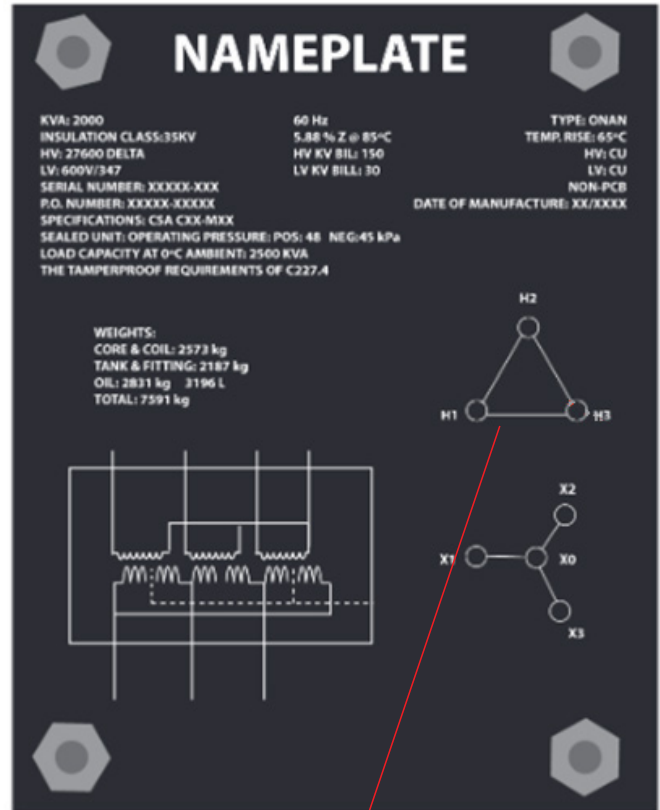 NAMEPLATE
KVA: 2000 60 Hz TYPE: ONAN
INSULATION CLASS:35KV 5.88 % Z @ 85ºC TEMP. RISE: 65ºC
HV: 27600 DELTA HV KV BIL: 150 HV: CU
LV: 600V/347 LV KV BILL: 30 LV: CU
SERIAL NUMBER: XXXXX-XXX NON-PCB
P.O. NUMBER: XXXXX-XXXXX DATE OF MANUFACTURE: XX/XXXX
SPECIFICATIONS: CSA CXX-MXX
SEALED UNIT: OPERATING PRESSURE: POS: 48 NEG:45 kPa
LOAD CAPACITY AT 0ºC AMBIENT: 2500 KVA
THE TAMPERPROOF REQUIREMENTS OF C227.4
WEIGHTS:
CORE & COIL: 2573 kg
TANK & FITTING: 2187 kg
OIL: 2831 kg 3196 L
TOTAL: 7591 kg
H2
H1 H3
X2
X1 X0
X3